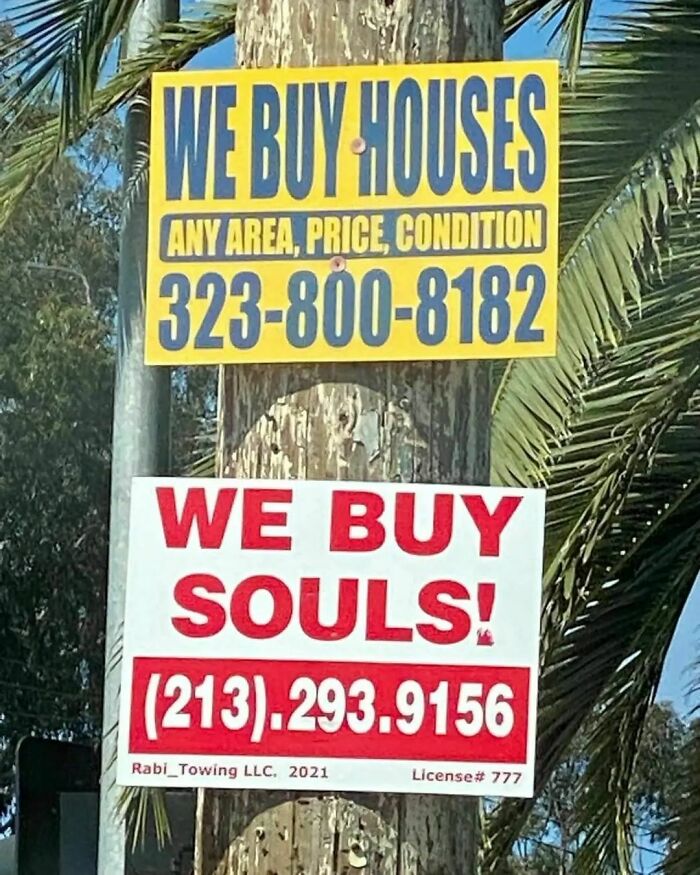 WE BUY HOUSES
ANY AREA, PRICE, CONDITION
323-800-8182
WE BUY
SOULS!
(213).293.9156
Rabi_Towing LLC. 2021 License# 777